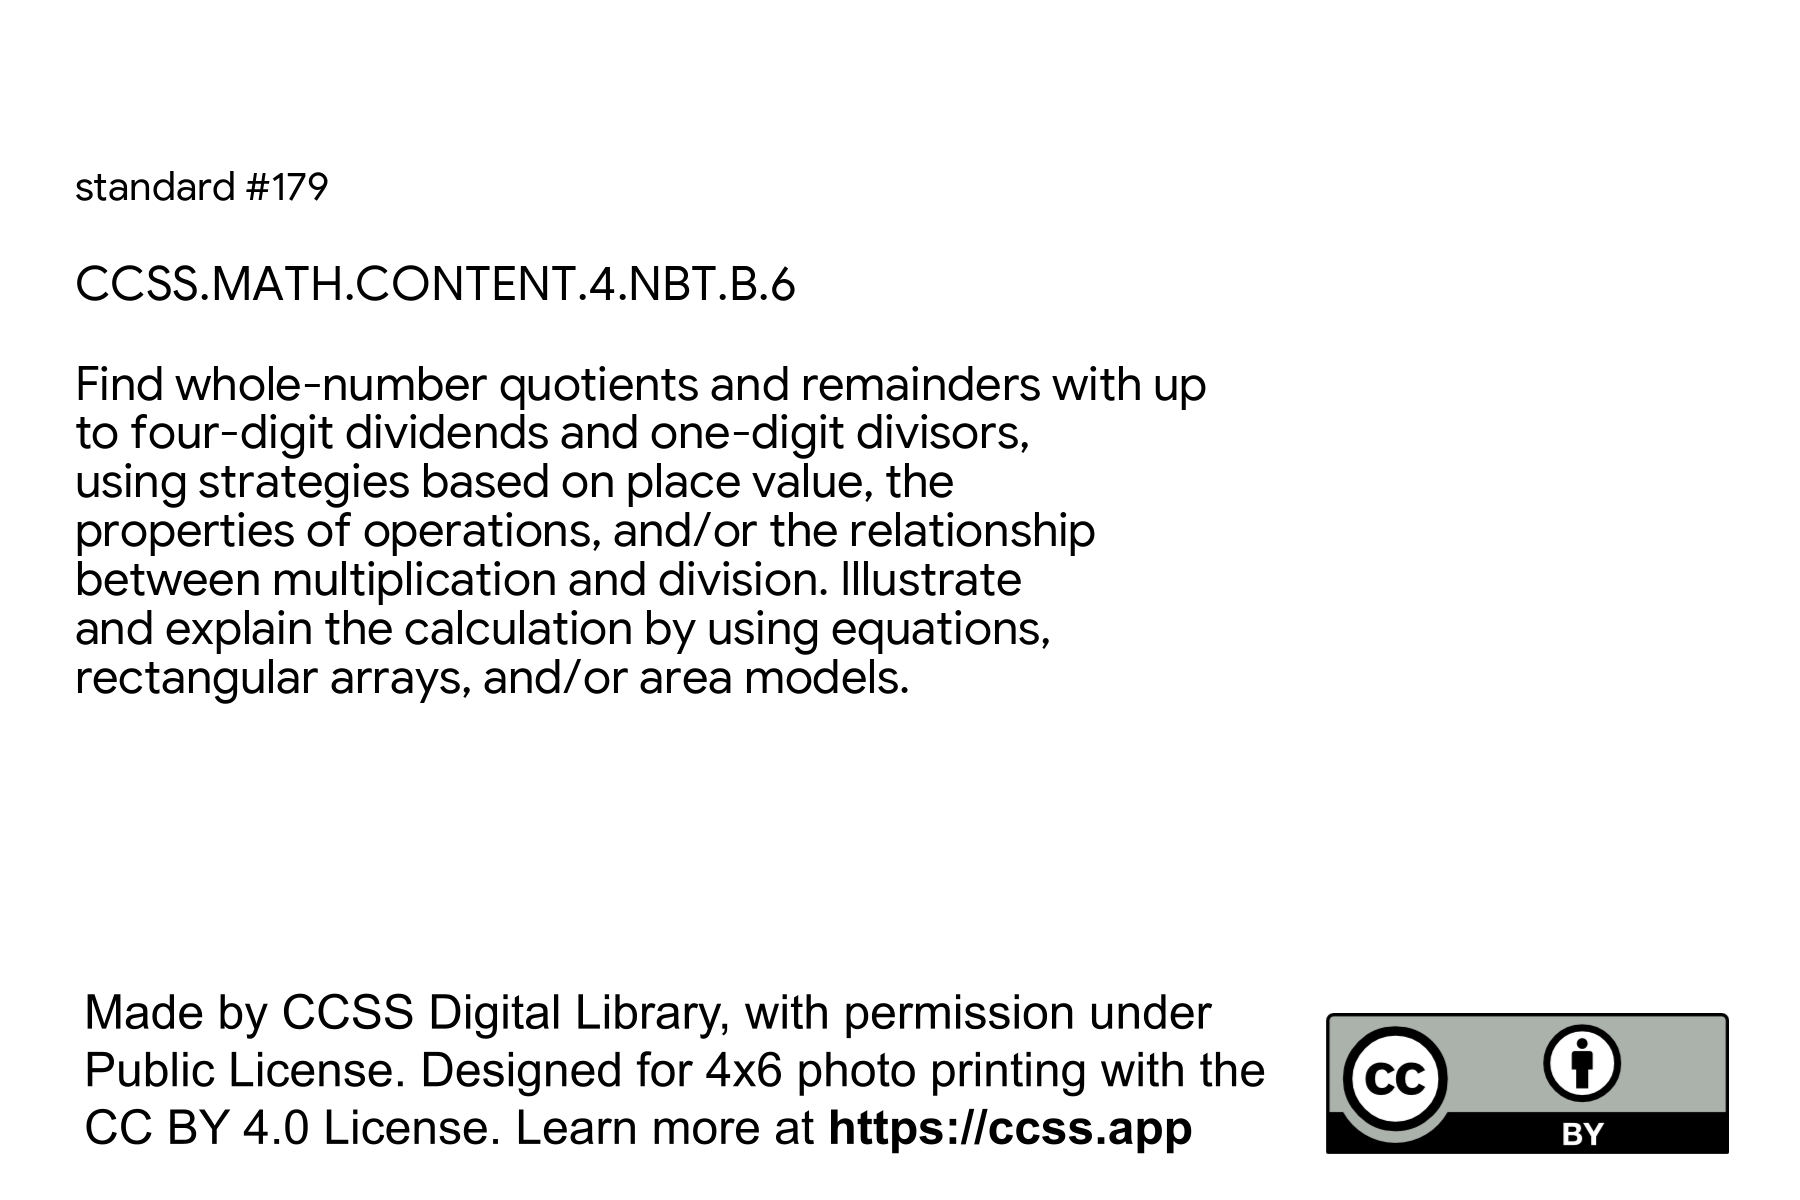 standard #179
CCSS.MATH.CONTENT.4.NBT.B.6
Find whole-number quotients and remainders with up
to four-digit dividends and one-digit divisors,
using strategies based on place value, the
properties of operations, and/or the relationship
between multiplication and division. Illustrate
and explain the calculation by using equations,
rectangular arrays, and/or area models.
Made by CCSS Digital Library, with permission under
Public License. Designed for 4x6 photo printing with the
CC BY 4.0 License. Learn more at https://ccss.app
CC
BY